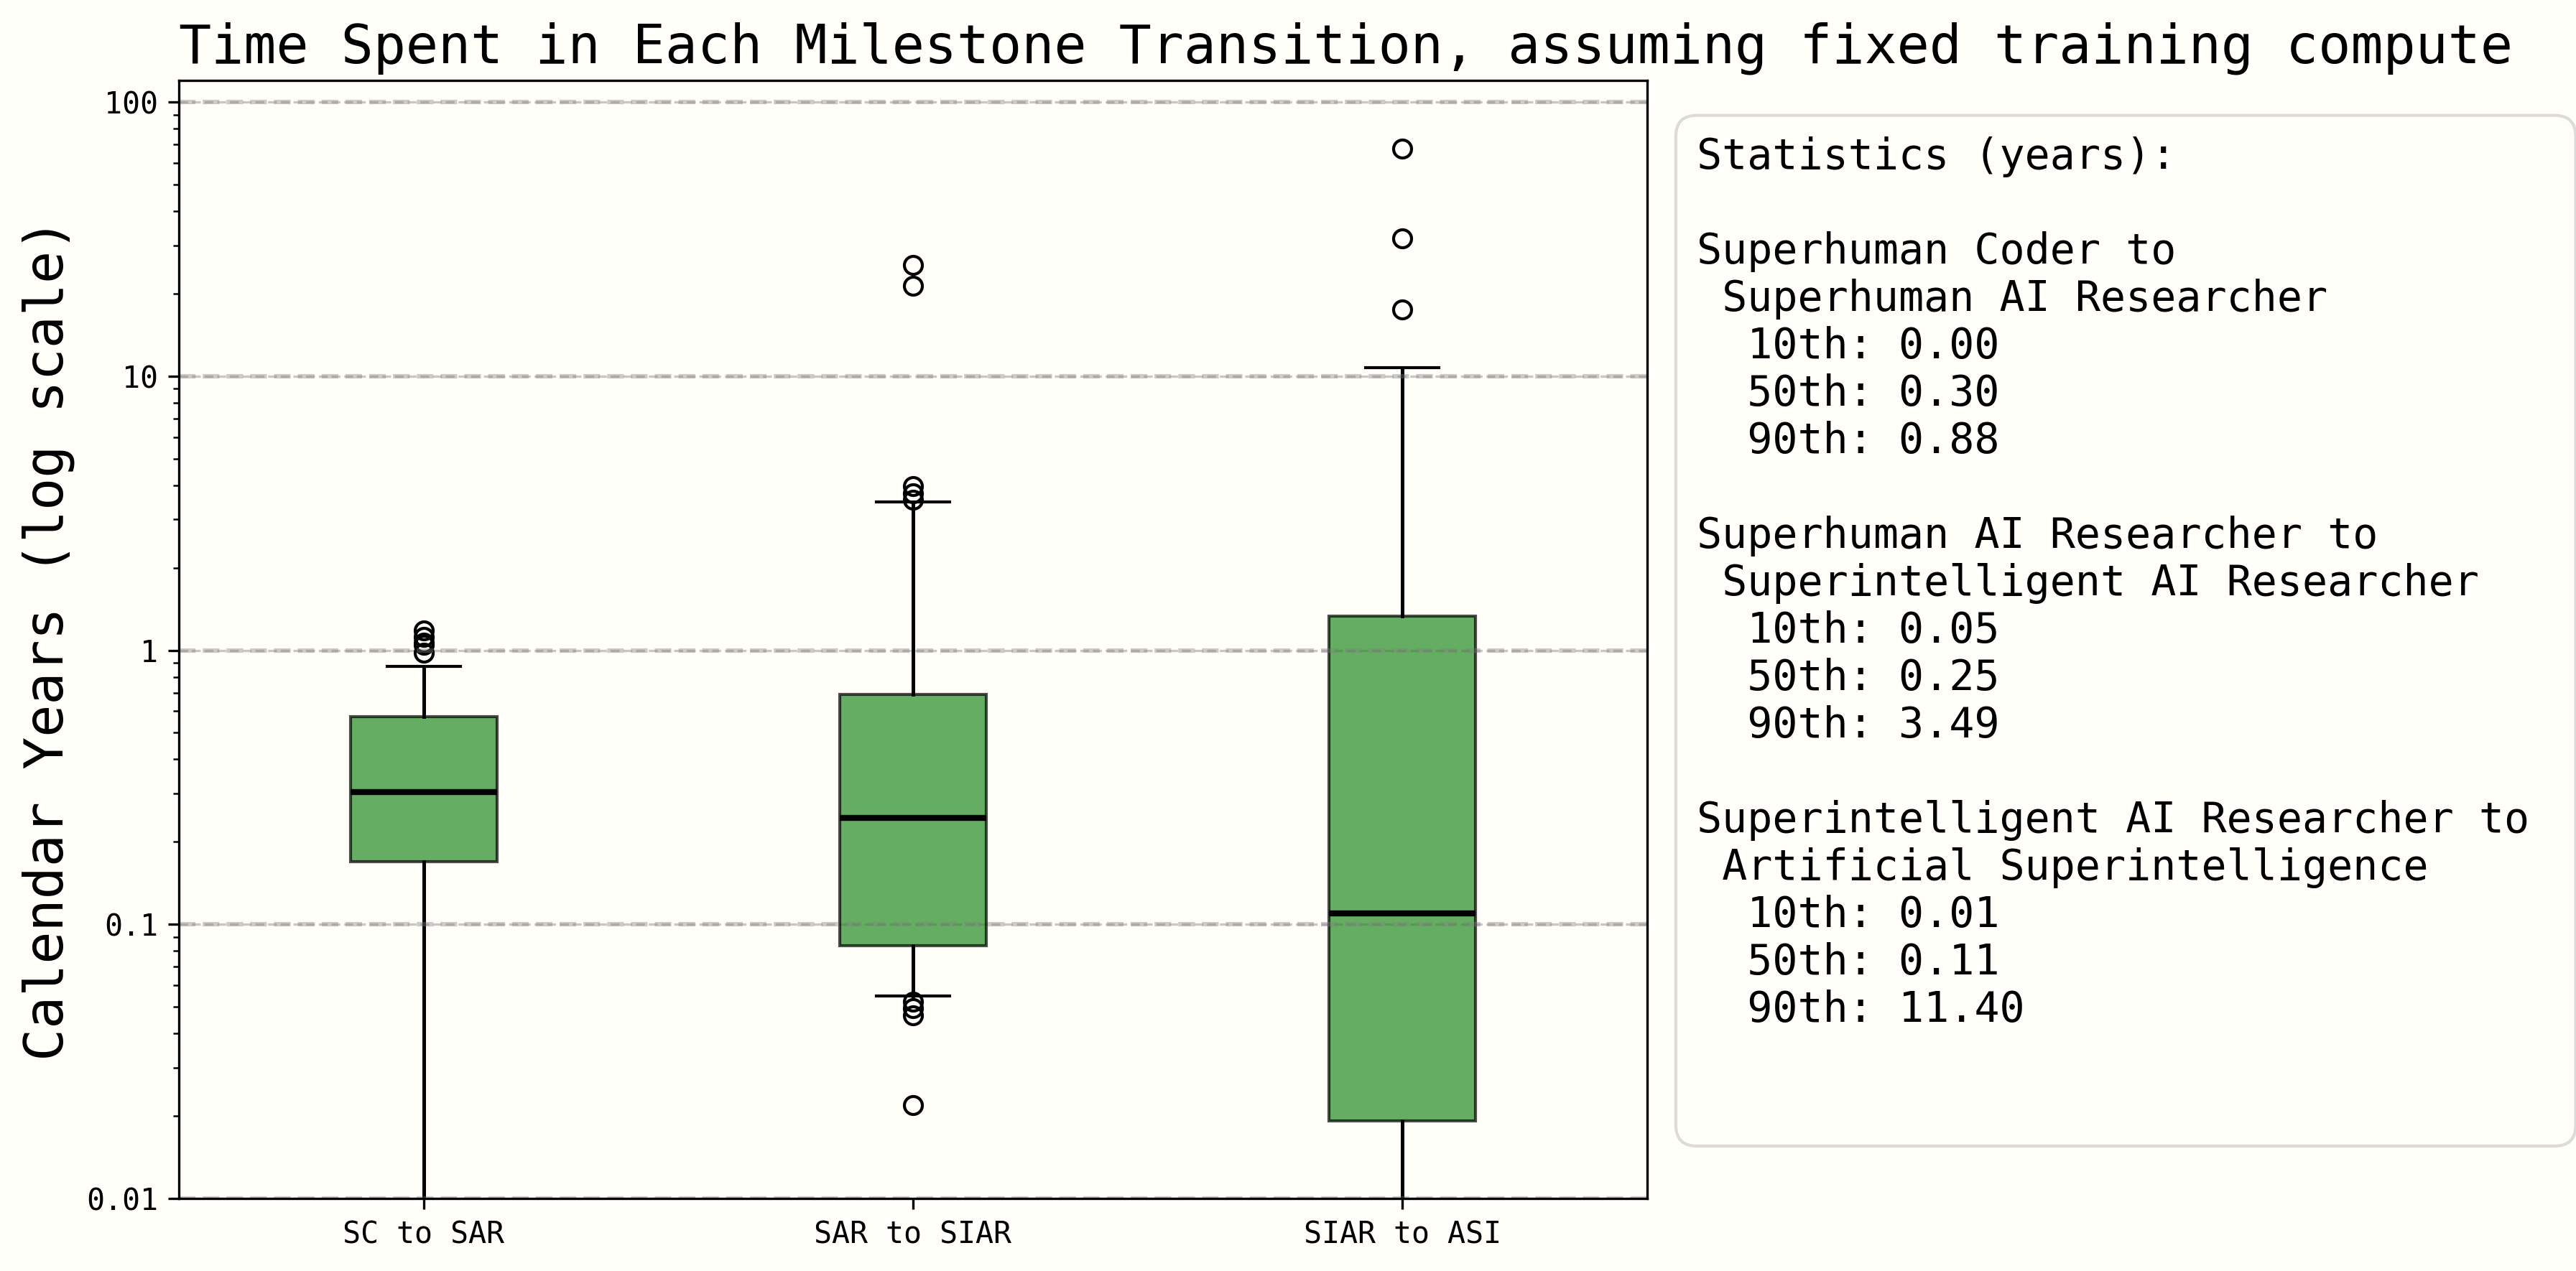 Time Spent in Each Milestone Transition, assuming fixed training compute
Calendar Years (log scale)
100
10
1
0.1
0.01
SC to SAR
SAR to SIAR
SIAR to ASI
Statistics (years):
Superhuman Coder to
Superhuman AI Researcher
10th: 0.00
50th: 0.30
90th: 0.88
Superhuman AI Researcher to
Superintelligent AI Researcher
10th: 0.05
50th: 0.25
90th: 3.49
Superintelligent AI Researcher to
Artificial Superintelligence
10th: 0.01
50th: 0.11
90th: 11.40